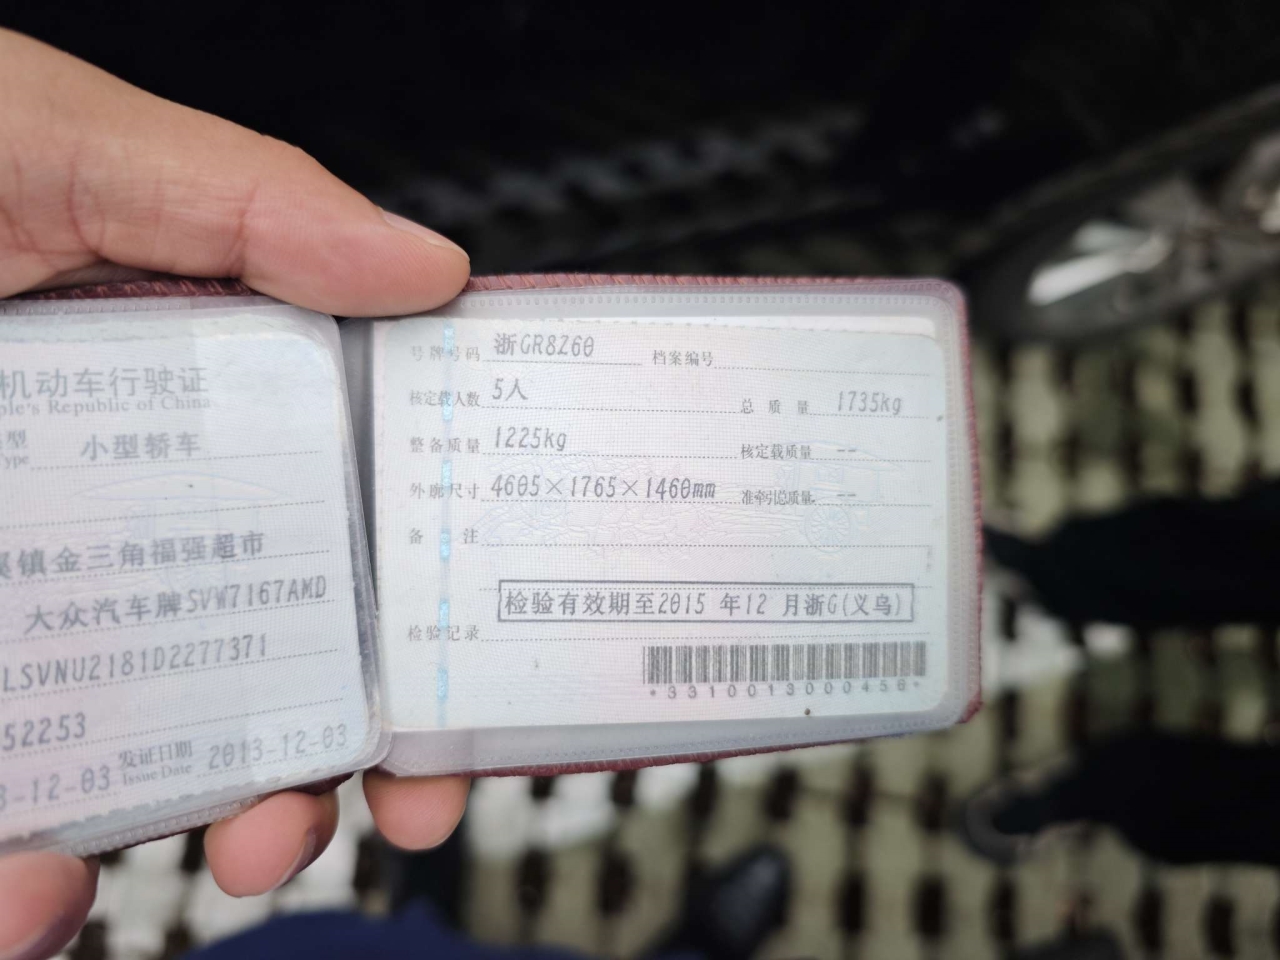 机动车行驶证
ple's Republic of China
型
ype
小型轿车
镇金三角福强超市
大众汽车牌SVW7167AMD
LSVNU2181D2277371
52253
3-12-03
发证日期
Issue Date
2013-12-03
号牌号码 浙GR8Z60 档案编号
核定载人数 5人 总质量 1735kg
整备质量 1225kg 核定载质量 --
外廓尺寸 4605×1765×1460mm 准牵引总质量 --
备注
检验有效期至2015 年12 月浙G(义乌)
检验记录
*3310013000456*